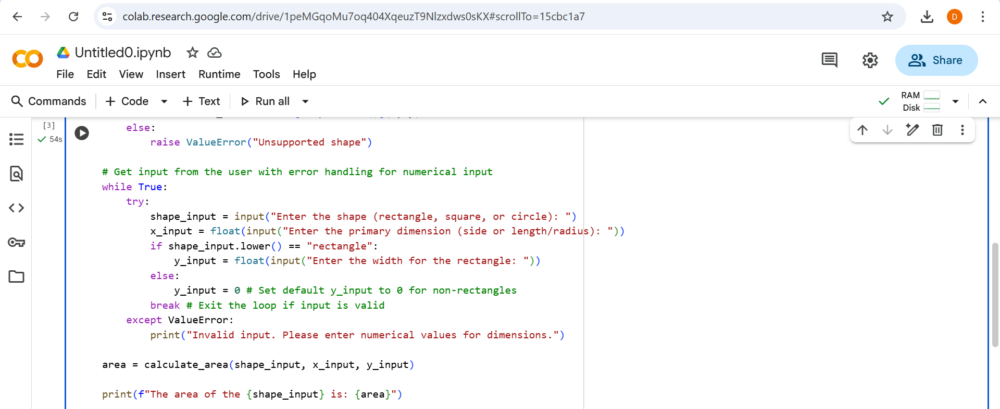 colab.research.google.com/drive/1peMGqoMu7oq404XqeuzT9NlzxdwsOsKX#scrollTo=15cbc1a7
D
Untitled0.ipynb
File Edit View Insert Runtime Tools Help
Share
Commands + Code + Text Run all
RAM
Disk
[3]
54s
else:
raise ValueError("Unsupported shape")
# Get input from the user with error handling for numerical input
while True:
try:
shape_input = input("Enter the shape (rectangle, square, or circle): ")
x_input = float(input("Enter the primary dimension (side or length/radius): "))
if shape_input.lower() == "rectangle":
y_input = float(input("Enter the width for the rectangle: "))
else:
y_input = 0 # Set default y_input to 0 for non-rectangles
break # Exit the loop if input is valid
except ValueError:
print("Invalid input. Please enter numerical values for dimensions.")
area = calculate_area(shape_input, x_input, y_input)
print(f"The area of the {shape_input} is: {area}")